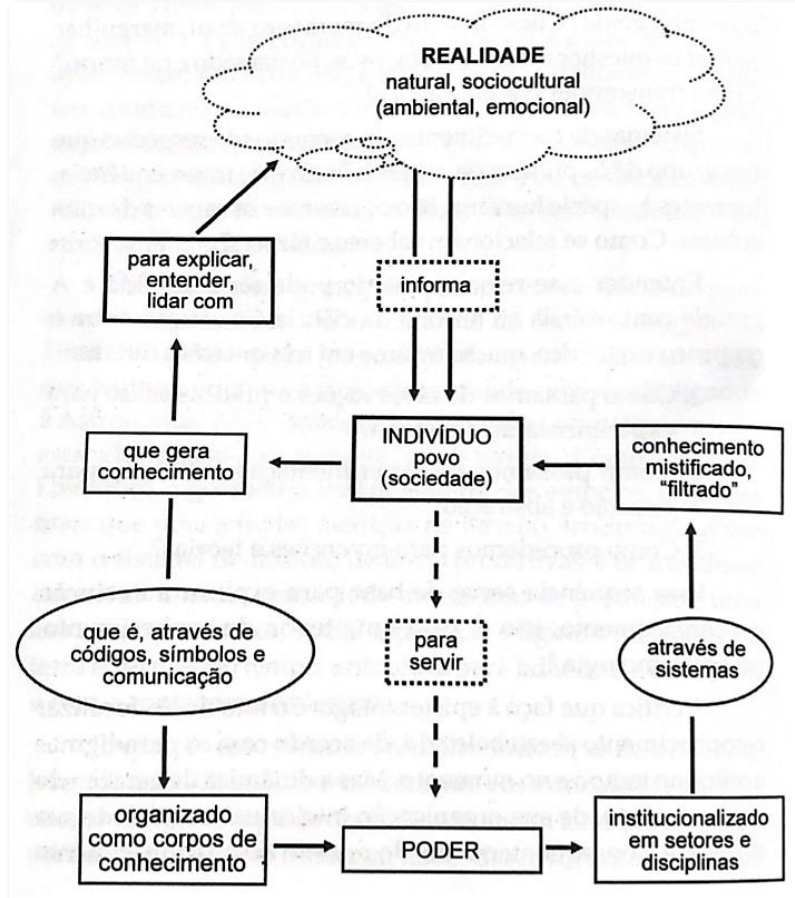 REALIDADE
natural, sociocultural
(ambiental, emocional)
para explicar,
entender,
lidar com
informa
que gera
conhecimento
INDIVÍDUO
povo
(sociedade)
conhecimento
mistificado,
“filtrado”
que é, através de
códigos, símbolos e
comunicação
para
servir
através de
sistemas
organizado
como corpos de
conhecimento
PODER
institucionalizado
em setores e
disciplinas